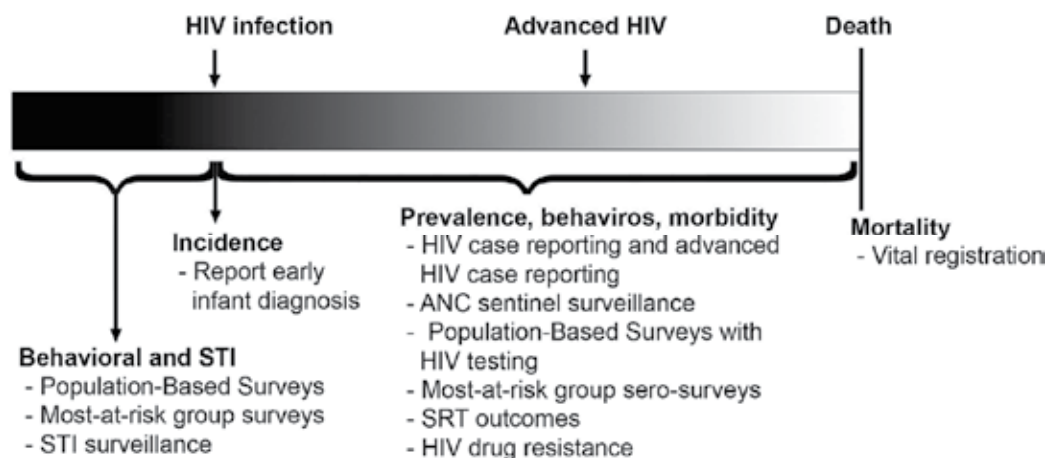 HIV infection
Advanced HIV
Death
Behavioral and STI
- Population-Based Surveys
- Most-at-risk group surveys
- STI surveillance
Incidence
- Report early
infant diagnosis
Prevalence, behaviros, morbidity
- HIV case reporting and advanced
HIV case reporting
- ANC sentinel surveillance
- Population-Based Surveys with
HIV testing
- Most-at-risk group sero-surveys
- SRT outcomes
- HIV drug resistance
Mortality
- Vital registration